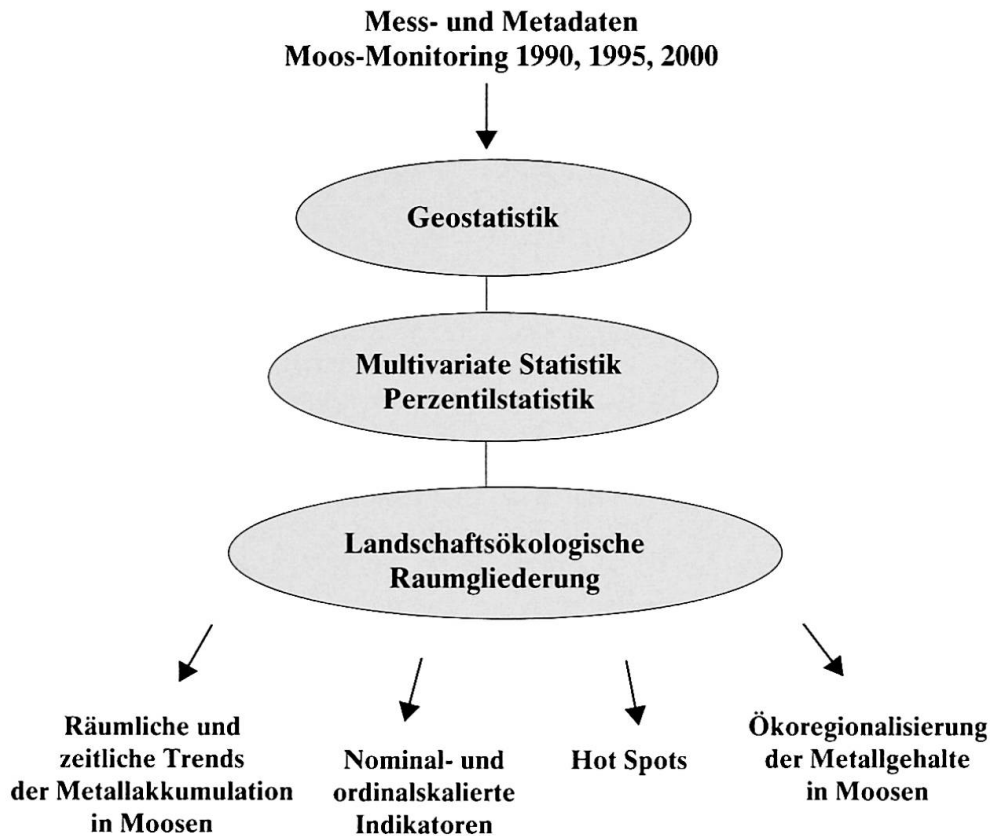 Mess- und Metadaten
Moos-Monitoring 1990, 1995, 2000
Geostatistik
Multivariate Statistik
Perzentilstatistik
Landschaftsökologische
Raumgliederung
Räumliche und
zeitliche Trends
der Metallakkumulation
in Moosen
Nominal- und
ordinalskalierte
Indikatoren
Hot Spots
Ökoregionalisierung
der Metallgehalte
in Moosen